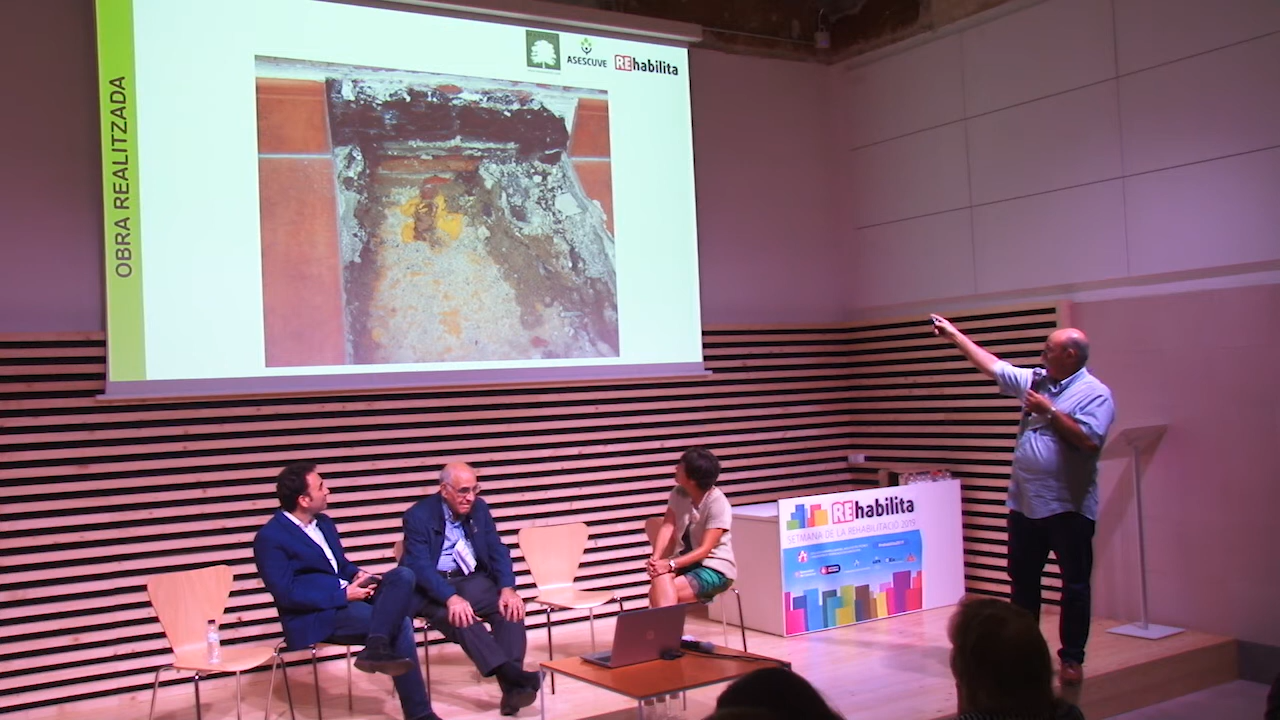 OBRA REALITZADA
ASESCUVE
REhabilita
REhabilita
SETMANA DE LA REHABILITACIÓ 2019